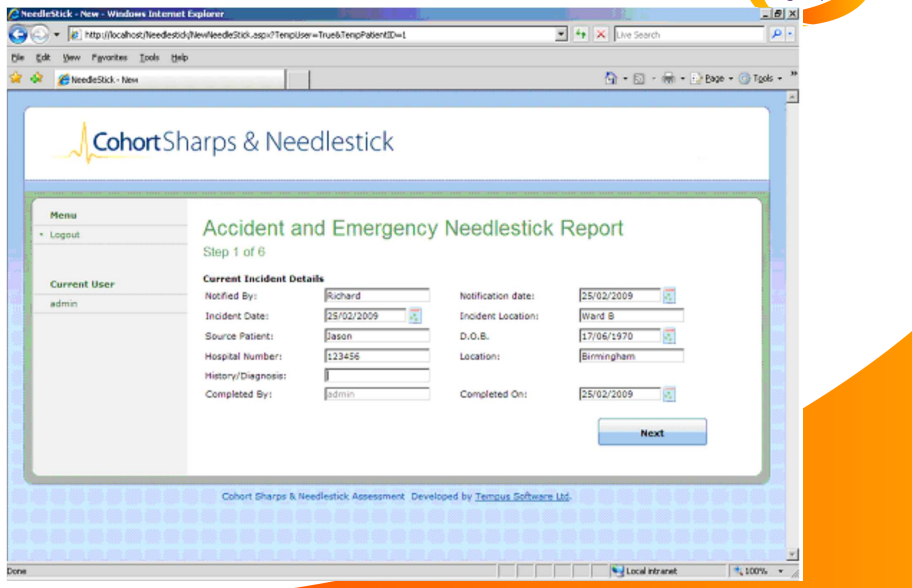 NeedleStick - New - Windows Internet Explorer
http://localhost/Needlestick/NewNeedleStick.aspx?TempUser=True&TempPatientID=1
Live Search
File Edit View Favorites Tools Help
NeedleStick - New
Page Tools
CohortSharps & Needlestick
Menu
Logout
Current User
admin
Accident and Emergency Needlestick Report
Step 1 of 6
Current Incident Details
Notified By: Richard Notification date: 25/02/2009
Incident Date: 25/02/2009 Incident Location: Ward B
Source Patient: Jason D.O.B. 17/06/1970
Hospital Number: 123456 Location: Birmingham
History/Diagnosis:
Completed By: admin Completed On: 25/02/2009
Next
Cohort Sharps & Needlestick Assessment Developed by Tempus Software Ltd.
Done Local intranet 100%